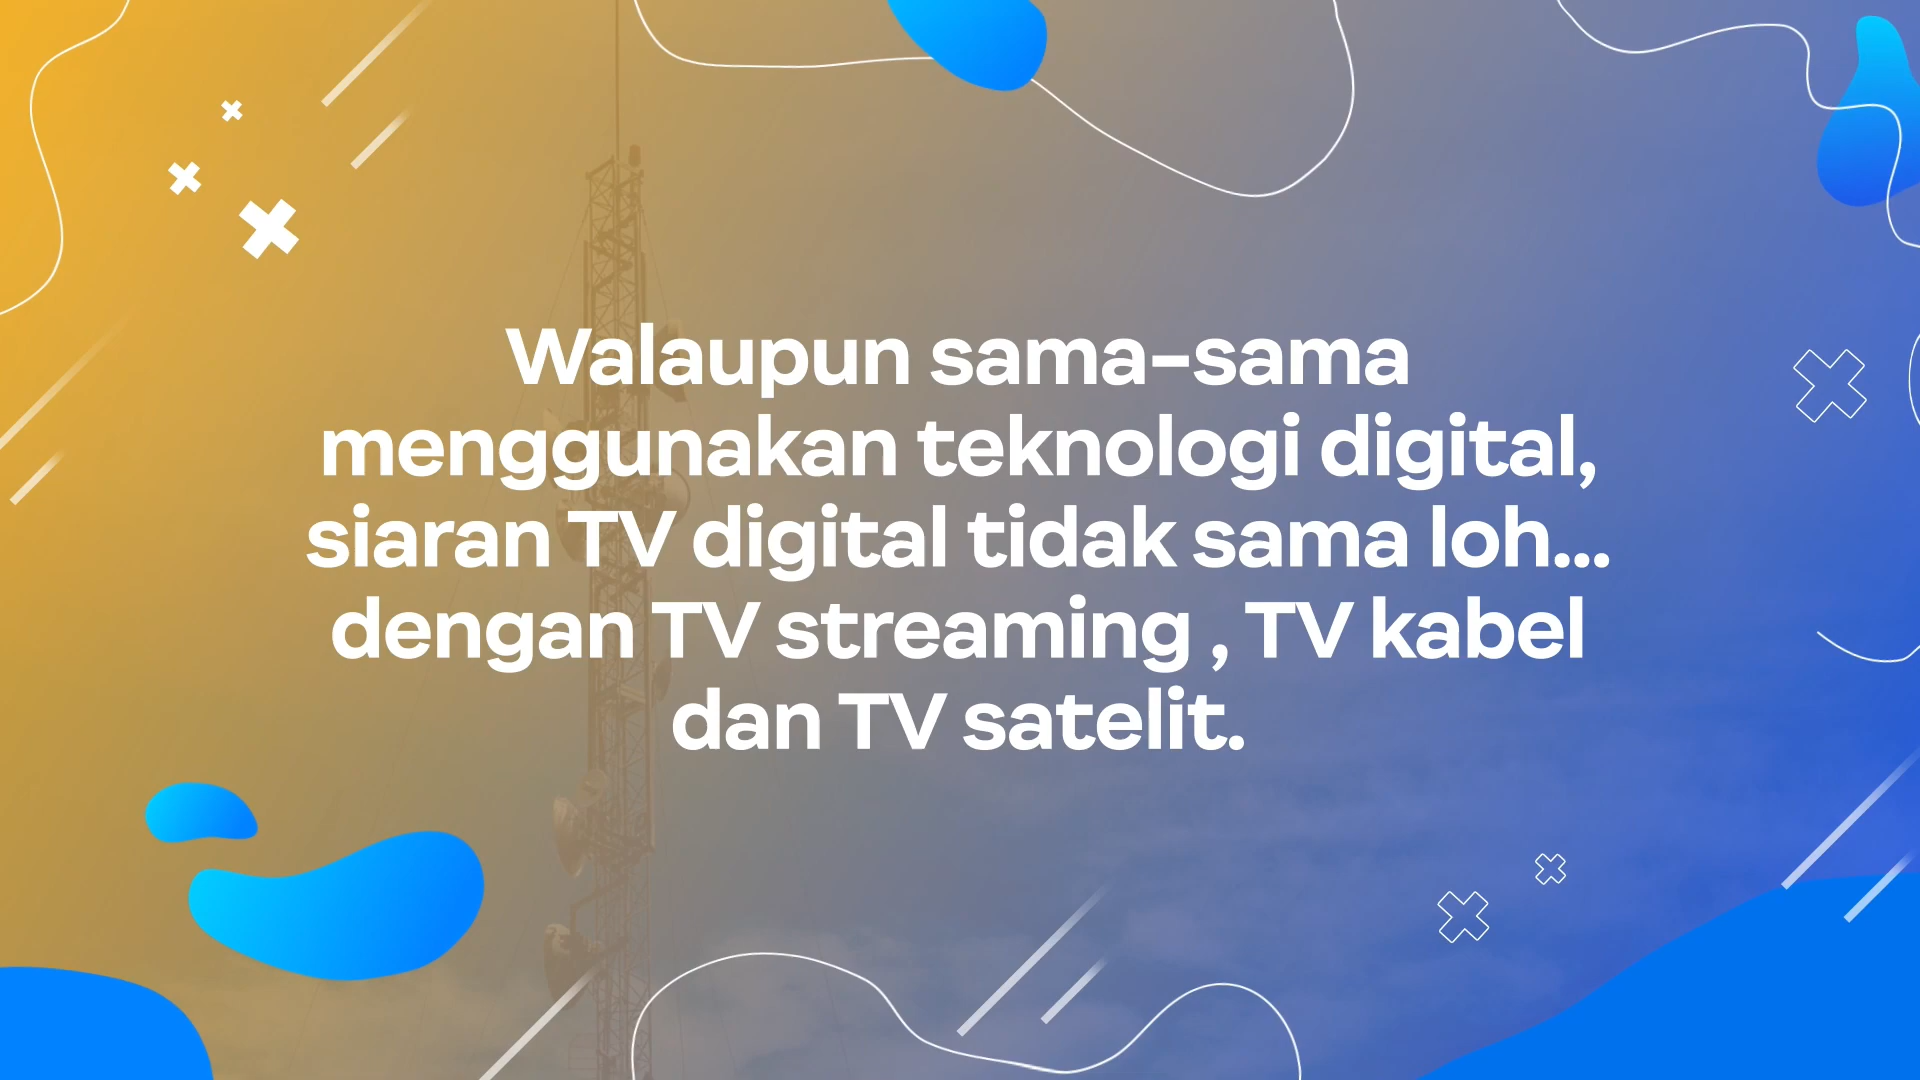 Walaupun sama-sama
menggunakan teknologi digital,
siaran TV digital tidak sama loh...
dengan TV streaming , TV kabel
dan TV satelit.